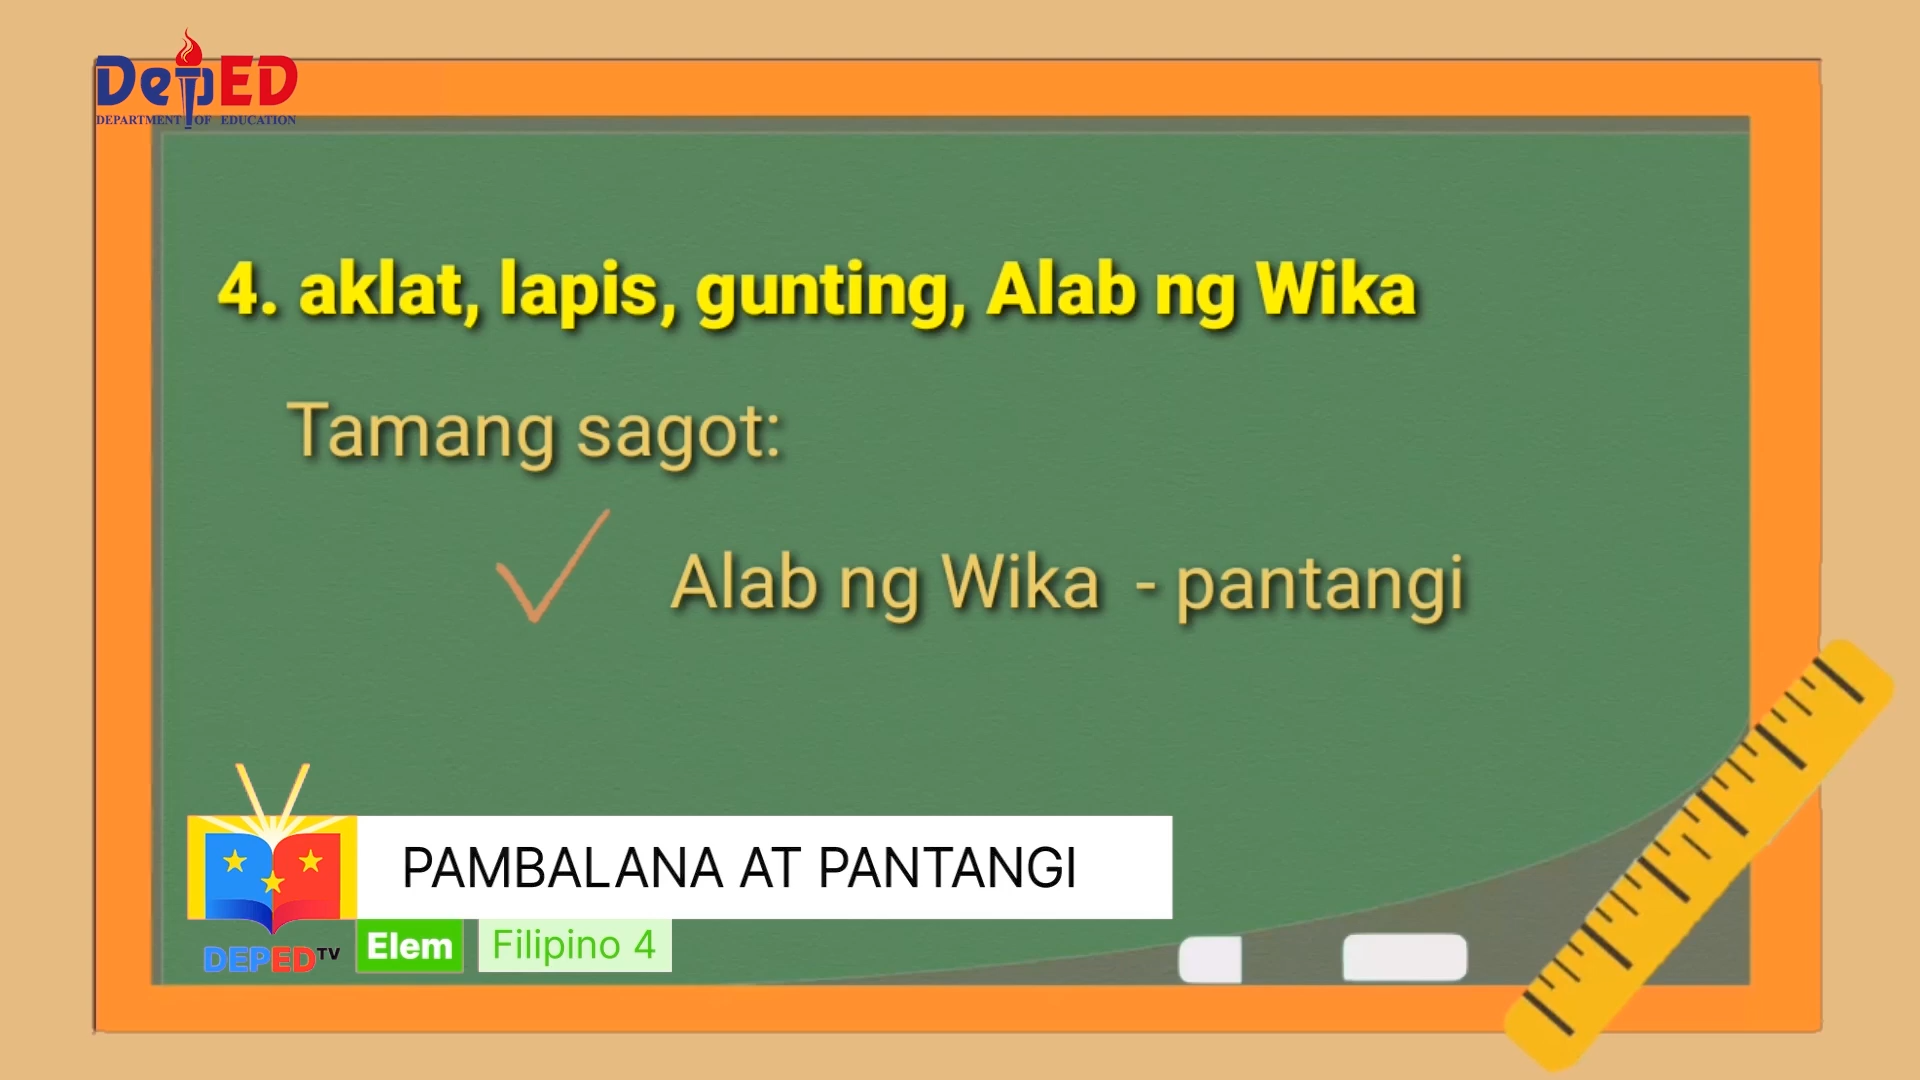 DepED
DEPARTMENT OF EDUCATION
4. aklat, lapis, gunting, Alab ng Wika
Tamang sagot:
Alab ng Wika - pantangi
PAMBALANA AT PANTANGI
DEPED TV
Elem
Filipino 4